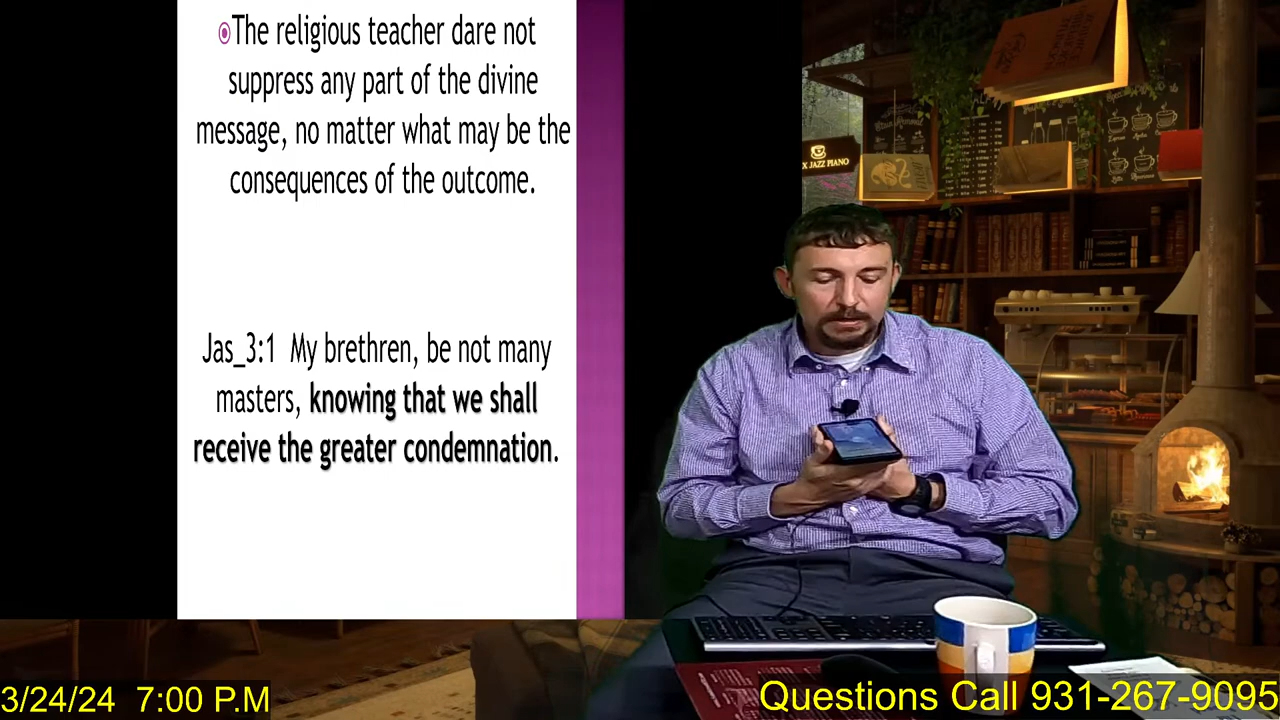 The religious teacher dare not
suppress any part of the divine
message, no matter what may be the
consequences of the outcome.
Jas_3:1 My brethren, be not many
masters, knowing that we shall
receive the greater condemnation.
X JAZZ PIANO
3/24/24 7:00 P.M
Questions Call 931-267-9095